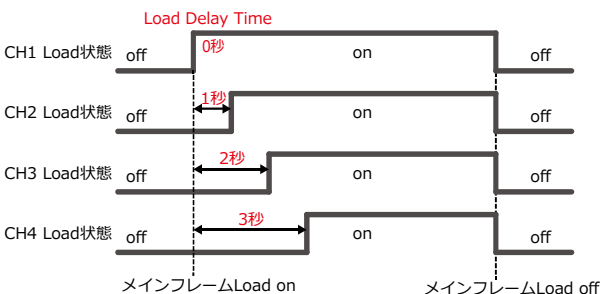 Load Delay Time
CH1 Load状態 off 0秒 on off
CH2 Load状態 off 1秒 on off
CH3 Load状態 off 2秒 on off
CH4 Load状態 off 3秒 on off
メインフレームLoad on メインフレームLoad off